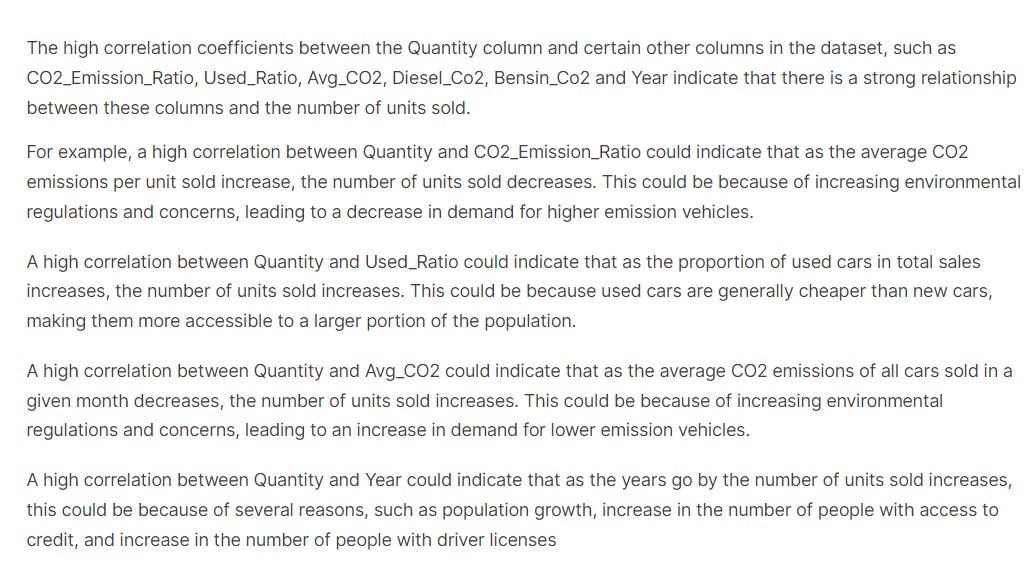 The high correlation coefficients between the Quantity column and certain other columns in the dataset, such as
CO2_Emission_Ratio, Used_Ratio, Avg_CO2, Diesel_Co2, Bensin_Co2 and Year indicate that there is a strong relationship
between these columns and the number of units sold.
For example, a high correlation between Quantity and CO2_Emission_Ratio could indicate that as the average CO2
emissions per unit sold increase, the number of units sold decreases. This could be because of increasing environmental
regulations and concerns, leading to a decrease in demand for higher emission vehicles.
A high correlation between Quantity and Used_Ratio could indicate that as the proportion of used cars in total sales
increases, the number of units sold increases. This could be because used cars are generally cheaper than new cars,
making them more accessible to a larger portion of the population.
A high correlation between Quantity and Avg_CO2 could indicate that as the average CO2 emissions of all cars sold in a
given month decreases, the number of units sold increases. This could be because of increasing environmental
regulations and concerns, leading to an increase in demand for lower emission vehicles.
A high correlation between Quantity and Year could indicate that as the years go by the number of units sold increases,
this could be because of several reasons, such as population growth, increase in the number of people with access to
credit, and increase in the number of people with driver licenses